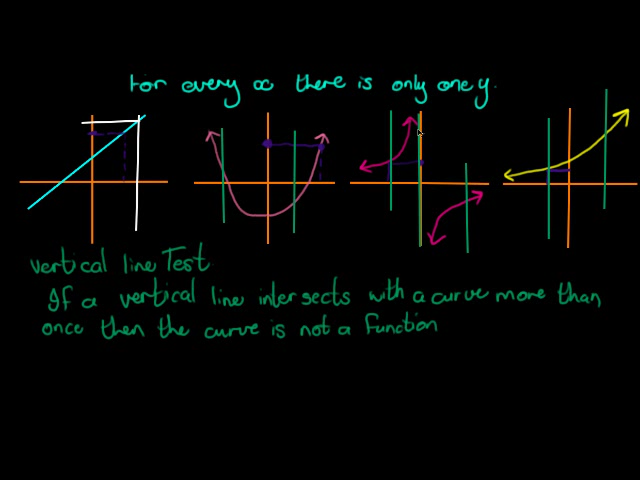 For every x there is only one y.
Vertical line Test.
If a vertical line intersects with a curve more than
once then the curve is not a function